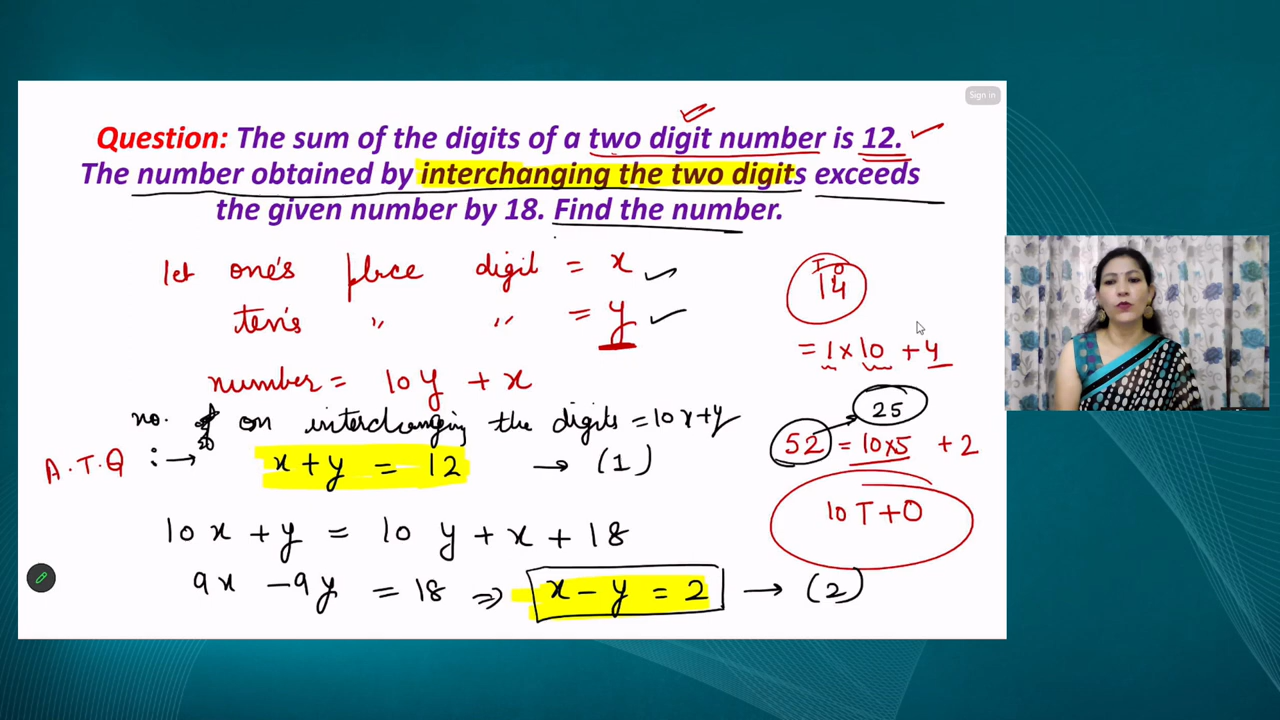 Sign in
Question: The sum of the digits of a two digit number is 12.
The number obtained by interchanging the two digits exceeds
the given number by 18. Find the number.
let one's place digit = x
ten's " " = y
number = 10y + x
no. on interchanging the digits = 10x+y
A.T.Q :→ x + y = 12 → (1)
10x + y = 10y + x + 18
9x - 9y = 18 ⇒ x - y = 2 → (2)
T O
14
= 1 x 10 + 4
25
52 = 10x5 + 2
10T + O